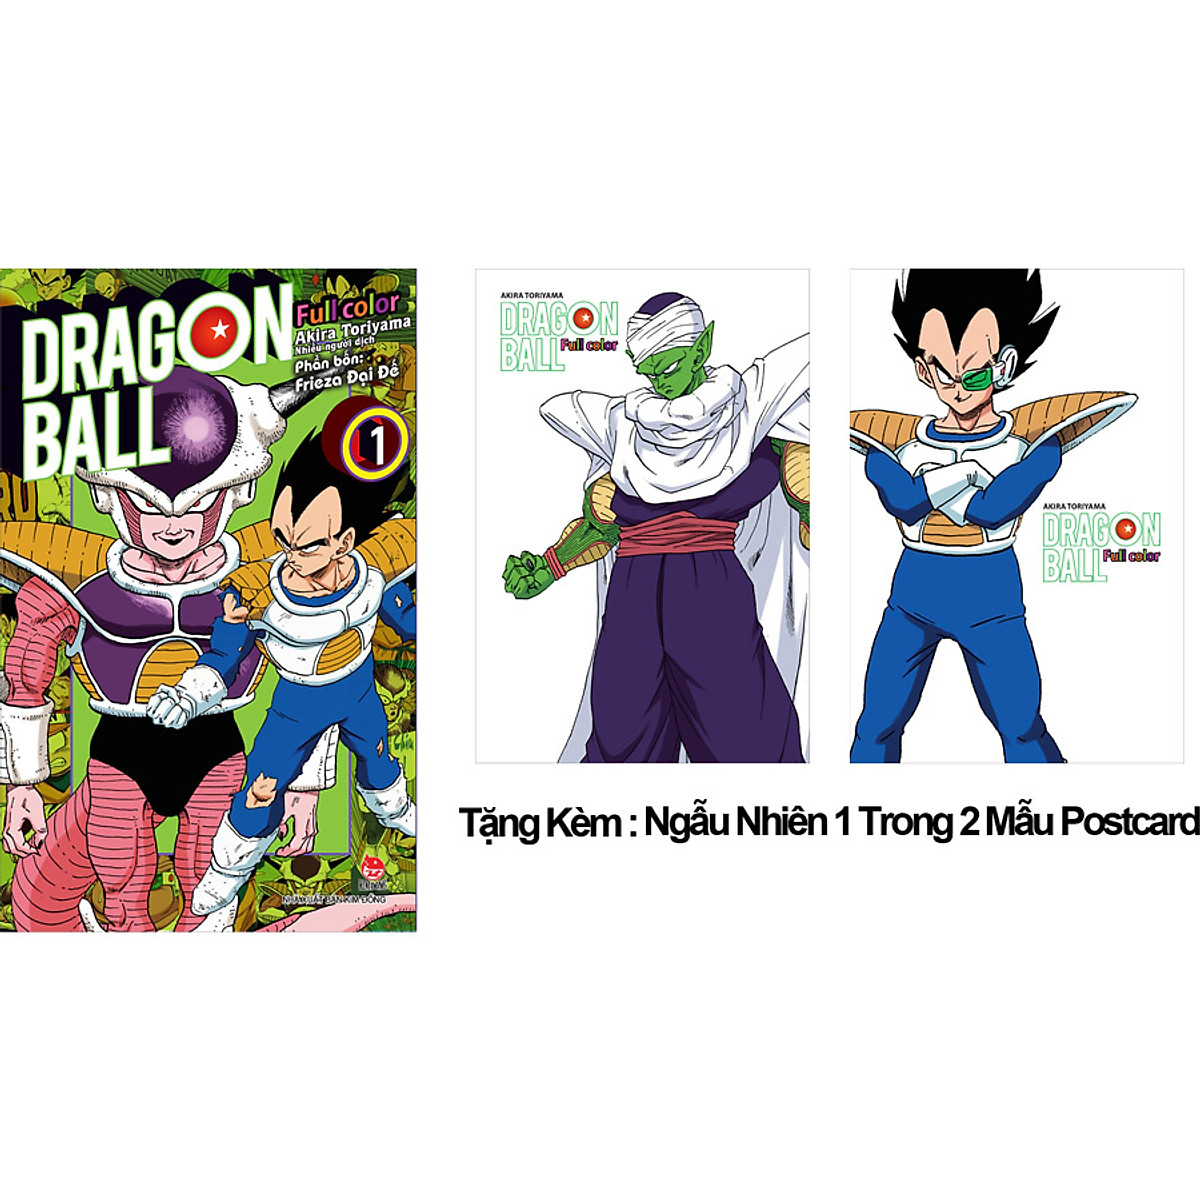 DRAGON
BALL
Full color
Akira Toriyama
Nhiều người dịch
Phần bốn:
Frieza Đại Đế
1
NHÀ XUẤT BẢN KIM ĐỒNG
AKIRA TORIYAMA
DRAGON
BALL
Full color
AKIRA TORIYAMA
DRAGON
BALL
Full color
Tặng Kèm : Ngẫu Nhiên 1 Trong 2 Mẫu Postcard